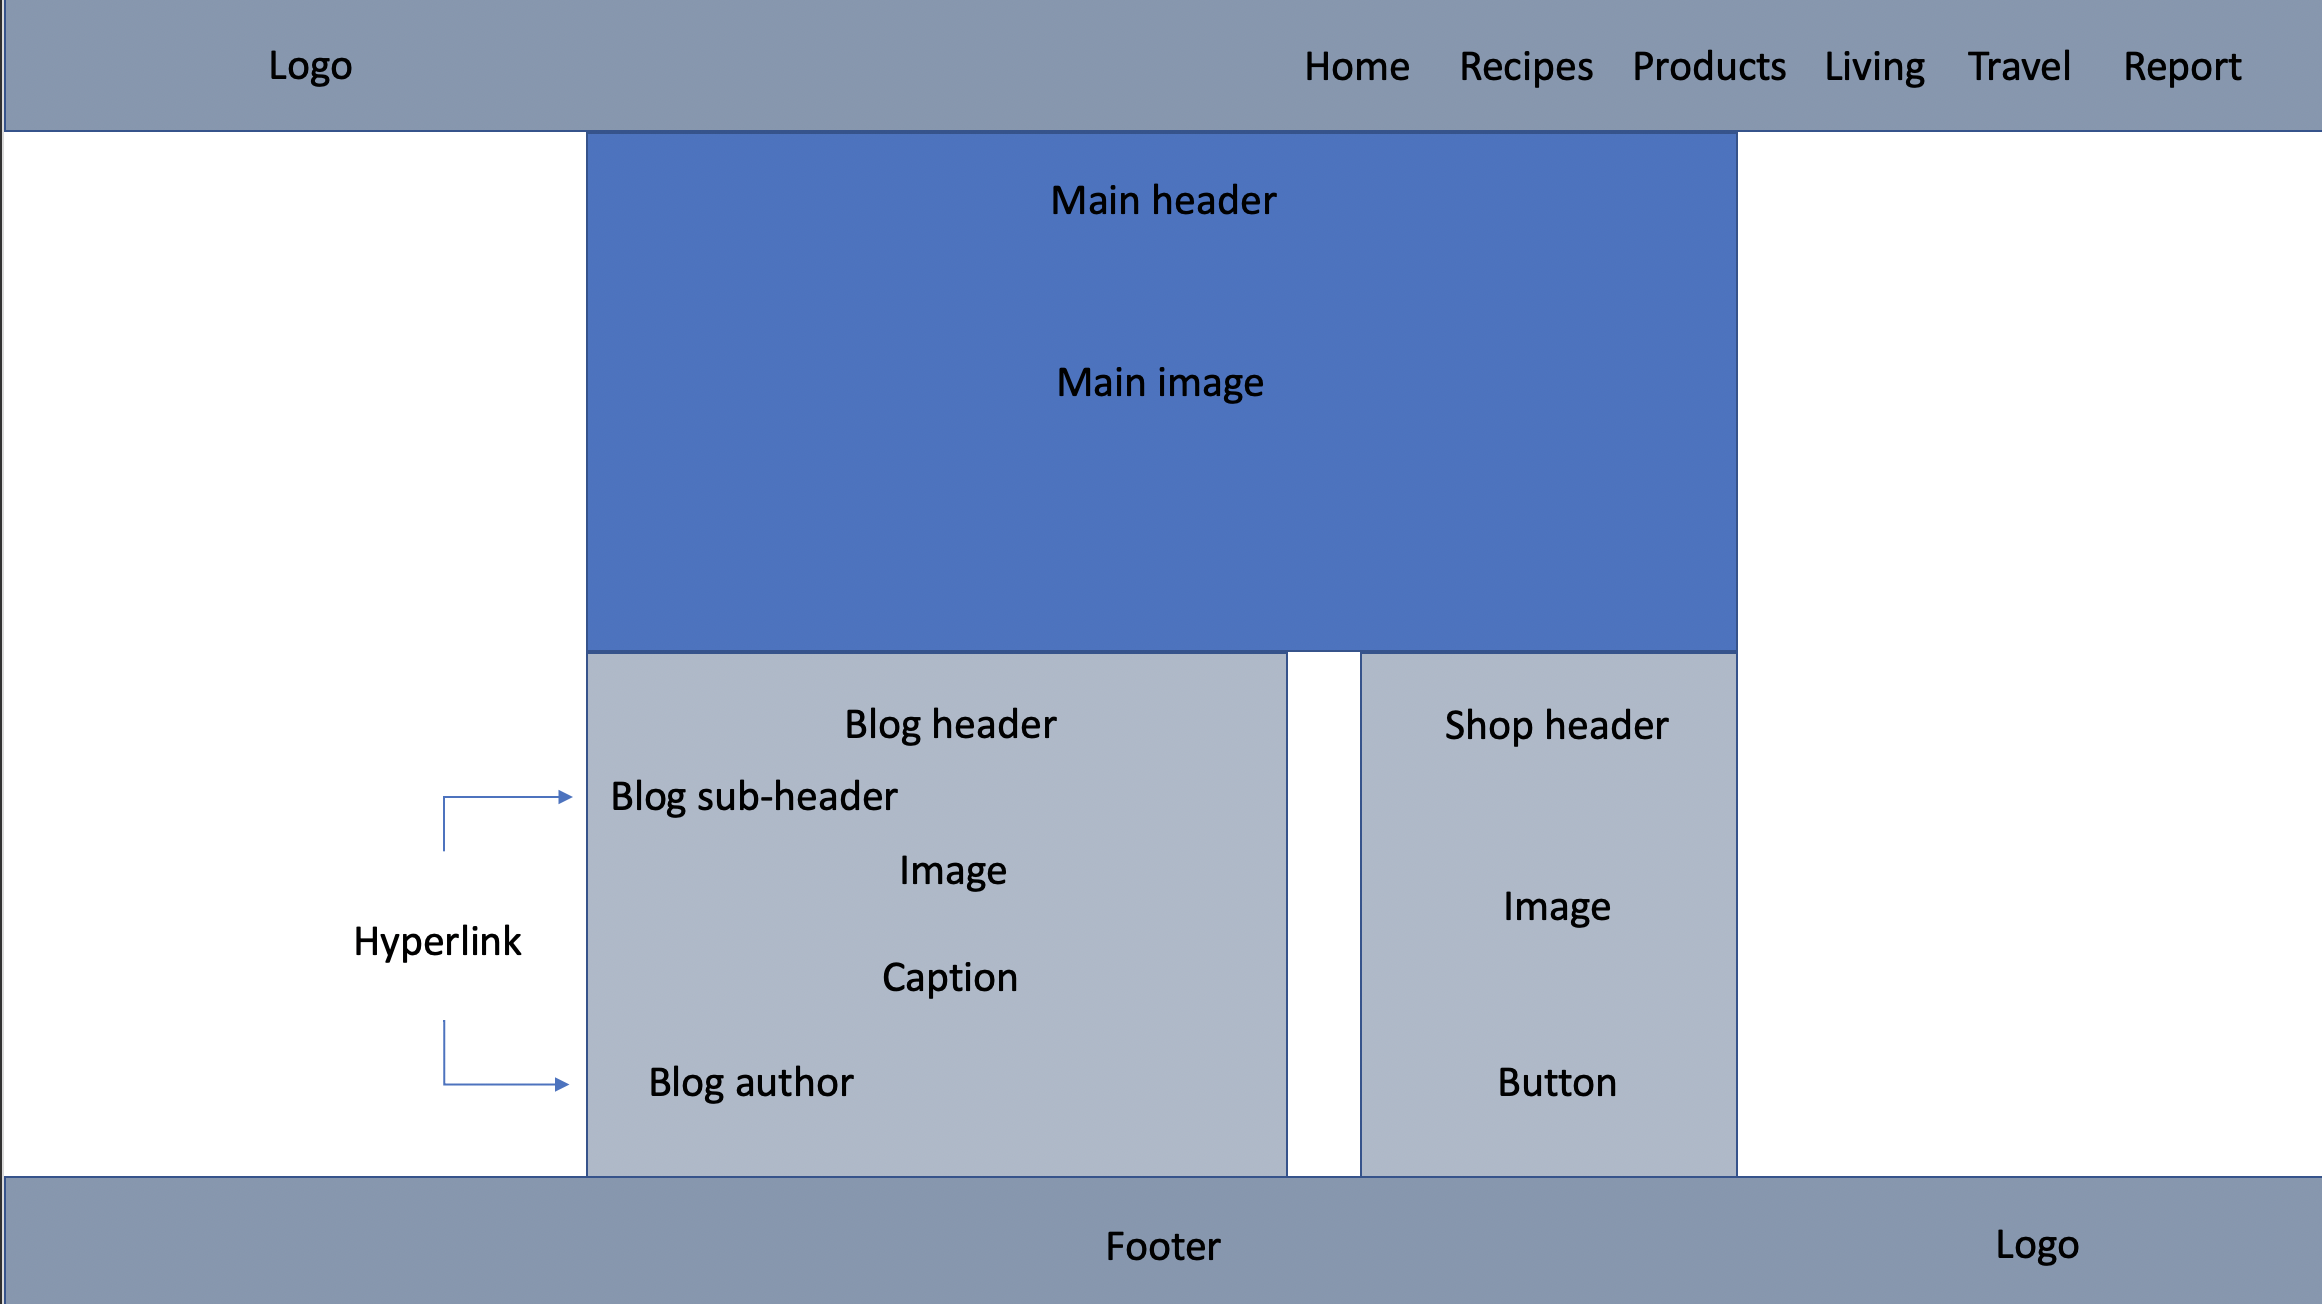 Logo
Home Recipes Products Living Travel Report
Main header
Main image
Blog header
Blog sub-header
Image
Caption
Blog author
Hyperlink
Shop header
Image
Button
Footer
Logo